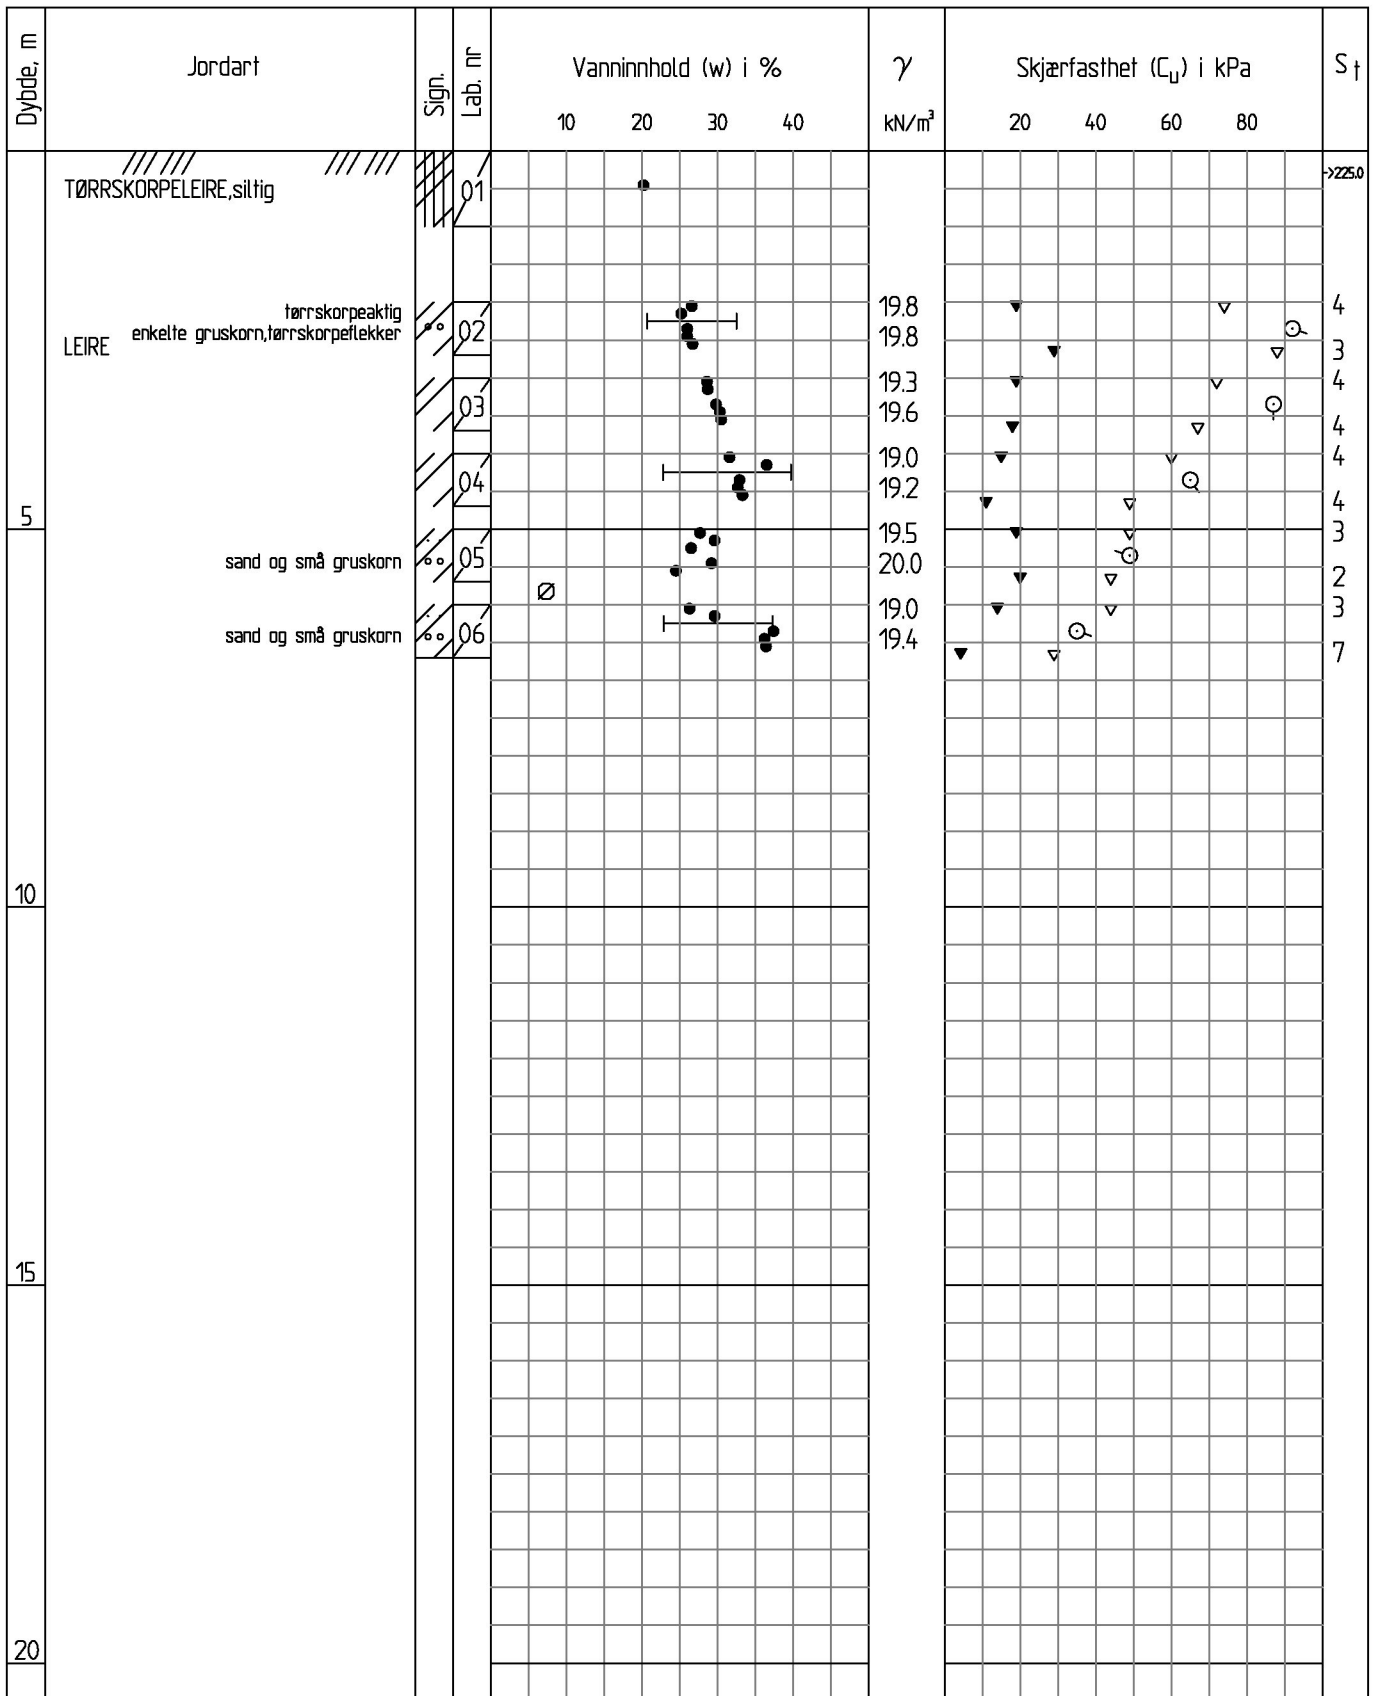 Dybde, m
Jordart
Sign.
Lab. nr
Vanninnhold (w) i %
10 20 30 40
γ
kN/m³
Skjærfasthet (Cu) i kPa
20 40 60 80
St
->225.0
TØRRSKORPELEIRE,siltig
01
tørrskorpeaktig
enkelte gruskorn,tørrskorpeflekker
LEIRE
02
19.8
19.8
4
3
03
19.3
19.6
4
4
04
19.0
19.2
4
4
5
sand og små gruskorn
05
19.5
20.0
3
2
sand og små gruskorn
06
19.0
19.4
3
7
10
15
20